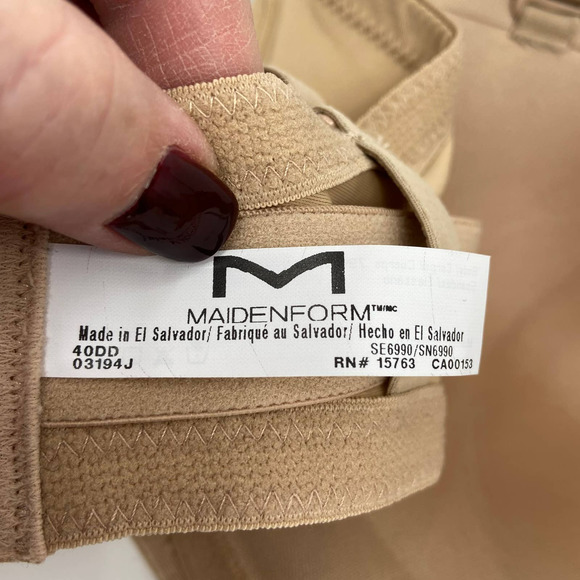 M
MAIDENFORM™/MC
Made in El Salvador/ Fabriqué au Salvador/ Hecho en El Salvador
40DD SE6990/SN6990
03194J RN# 15763 CA00153